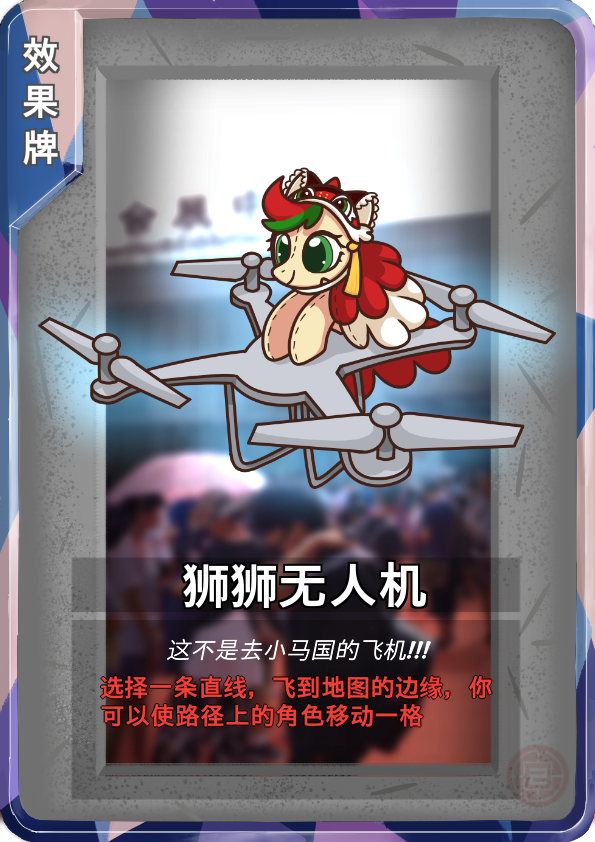 效果牌
狮狮无人机
这不是去小马国的飞机!!!
选择一条直线，飞到地图的边缘，你
可以使路径上的角色移动一格